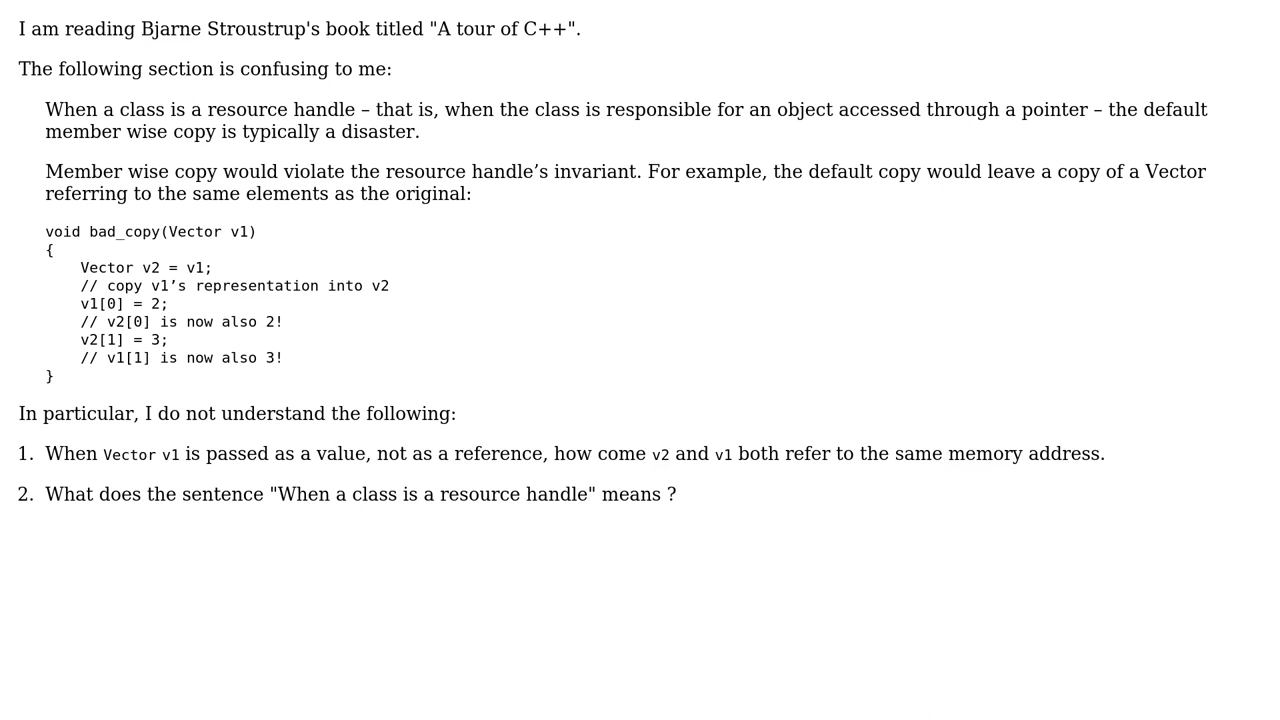 I am reading Bjarne Stroustrup's book titled "A tour of C++".
The following section is confusing to me:
When a class is a resource handle – that is, when the class is responsible for an object accessed through a pointer – the default
member wise copy is typically a disaster.
Member wise copy would violate the resource handle’s invariant. For example, the default copy would leave a copy of a Vector
referring to the same elements as the original:
void bad_copy(Vector v1)
{
    Vector v2 = v1;
    // copy v1’s representation into v2
    v1[0] = 2;
    // v2[0] is now also 2!
    v2[1] = 3;
    // v1[1] is now also 3!
}
In particular, I do not understand the following:
1. When Vector v1 is passed as a value, not as a reference, how come v2 and v1 both refer to the same memory address.
2. What does the sentence "When a class is a resource handle" means ?